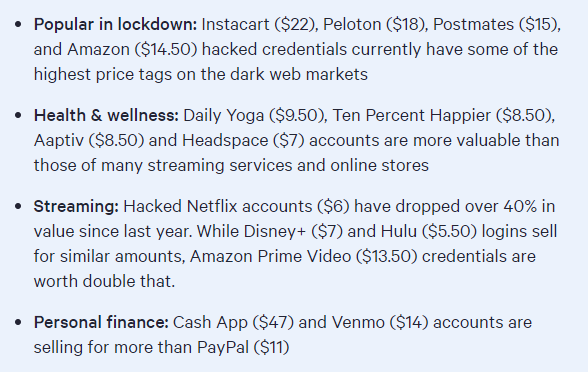 • Popular in lockdown: Instacart ($22), Peloton ($18), Postmates ($15),
and Amazon ($14.50) hacked credentials currently have some of the
highest price tags on the dark web markets
• Health & wellness: Daily Yoga ($9.50), Ten Percent Happier ($8.50),
Aaptiv ($8.50) and Headspace ($7) accounts are more valuable than
those of many streaming services and online stores
• Streaming: Hacked Netflix accounts ($6) have dropped over 40% in
value since last year. While Disney+ ($7) and Hulu ($5.50) logins sell
for similar amounts, Amazon Prime Video ($13.50) credentials are
worth double that.
• Personal finance: Cash App ($47) and Venmo ($14) accounts are
selling for more than PayPal ($11)